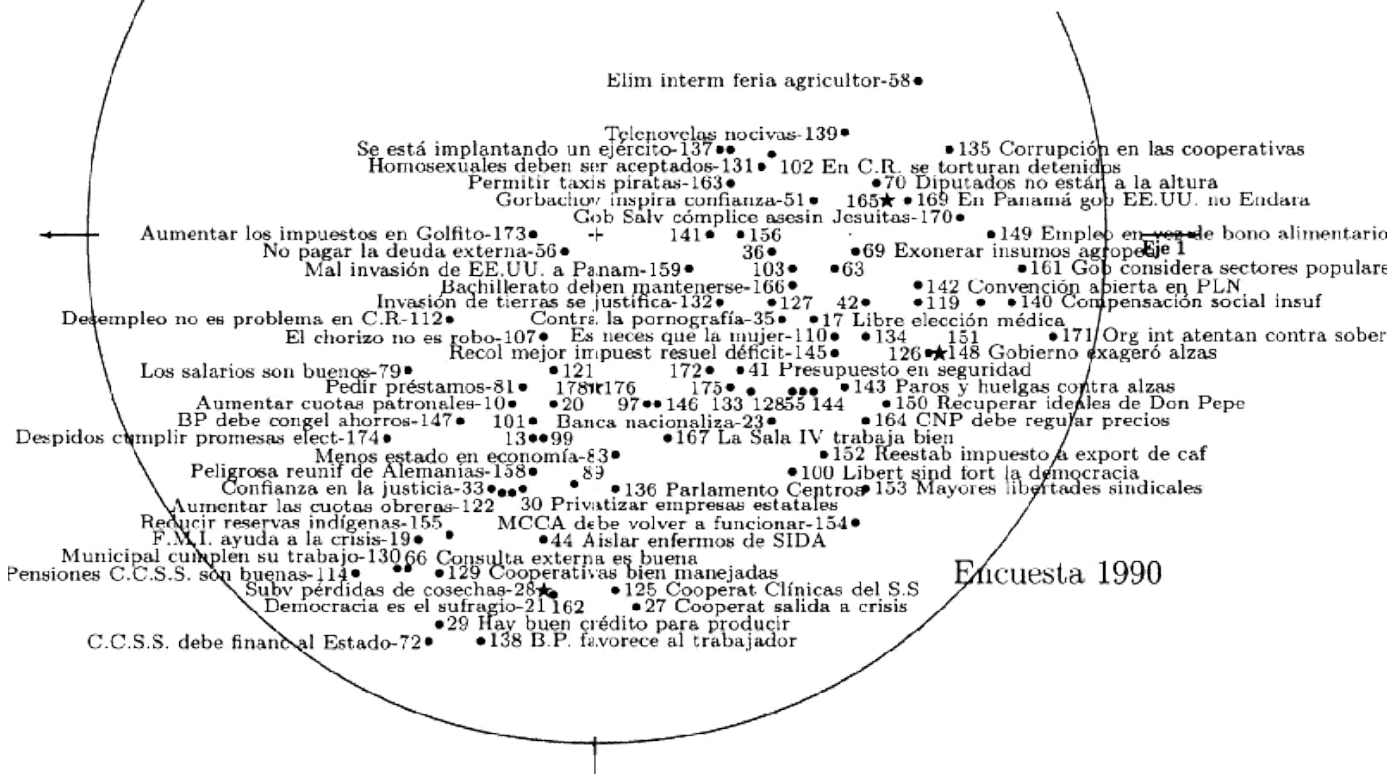 Elim interm feria agricultor-58
Telenovelas nocivas-139
Se está implantando un ejército-137 135 Corrupción en las cooperativas
Homosexuales deben ser aceptados-131 102 En C.R. se torturan detenidos
Permitir taxis piratas-163 70 Diputados no están a la altura
Gorbachov inspira confianza-51 165 169 En Panamá gob EE.UU. no Endara
Gob Salv cómplice asesin Jesuitas-170
Aumentar los impuestos en Golfito-173 141 156 149 Empleo en vez de bono alimentario
Eje 1
No pagar la deuda externa-56 36 69 Exonerar insumos agropec
Mal invasión de EE.UU. a Panam-159 103 63 161 Gob considera sectores populare
Bachillerato deben mantenerse-166 142 Convención abierta en PLN
Invasión de tierras se justifica-132 127 42 119 140 Compensación social insuf
Desempleo no es problema en C.R-112 Contra la pornografía-35 17 Libre elección médica
El chorizo no es robo-107 Es neces que la mujer-110 134 151 171 Org int atentan contra sober
Recol mejor impuest resuel déficit-145 126 148 Gobierno exageró alzas
Los salarios son buenos-79 121 172 41 Presupuesto en seguridad
Pedir préstamos-81 178 176 175 143 Paros y huelgas contra alzas
Aumentar cuotas patronales-10 20 97 146 133 128 55 144 150 Recuperar ideales de Don Pepe
BP debe congel ahorros-147 101 Banca nacionaliza-23 164 CNP debe regular precios
Despidos cumplir promesas elect-174 13 99 167 La Sala IV trabaja bien
Menos estado en economía-83 152 Reestab impuesto a export de caf
Peligrosa reunif de Alemanias-158 89 100 Libert sind fort la democracia
Confianza en la justicia-33 136 Parlamento Centroa 153 Mayores libertades sindicales
Aumentar las cuotas obreras-122 30 Privatizar empresas estatales
Reducir reservas indígenas-155 MCCA debe volver a funcionar-154
F.M.I. ayuda a la crisis-19 44 Aislar enfermos de SIDA
Municipal cumplen su trabajo-130 66 Consulta externa es buena
Pensiones C.C.S.S. son buenas-114 129 Cooperativas bien manejadas
Encuesta 1990
Subv pérdidas de cosechas-28 125 Cooperat Clínicas del S.S
Democracia es el sufragio-21 162 27 Cooperat salida a crisis
29 Hay buen crédito para producir
C.C.S.S. debe financ al Estado-72 138 B.P. favorece al trabajador